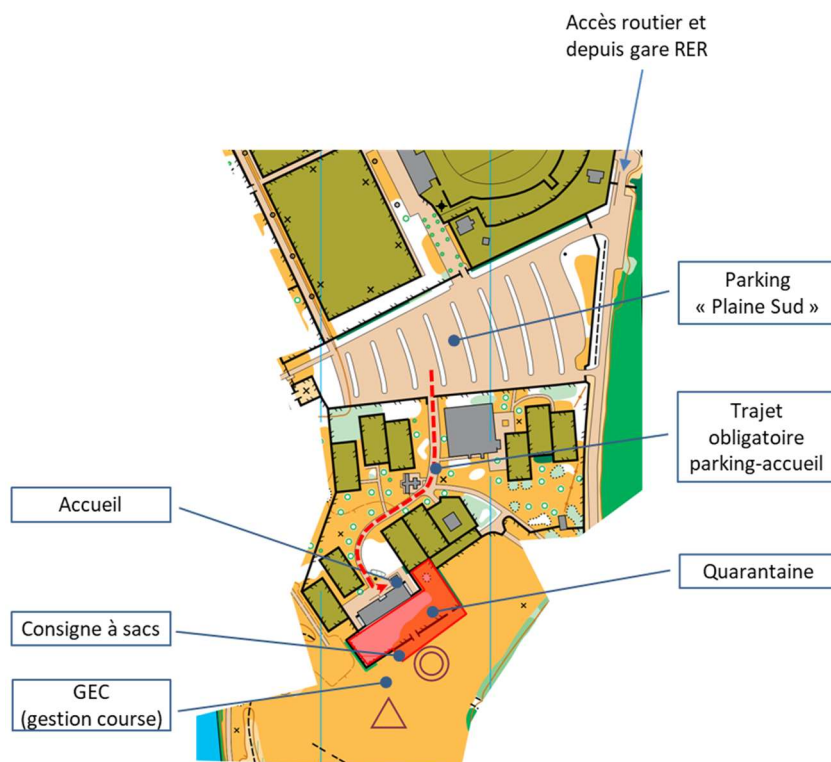 Accès routier et
depuis gare RER
Parking
« Plaine Sud »
Trajet
obligatoire
parking-accueil
Accueil
Quarantaine
Consigne à sacs
GEC
(gestion course)